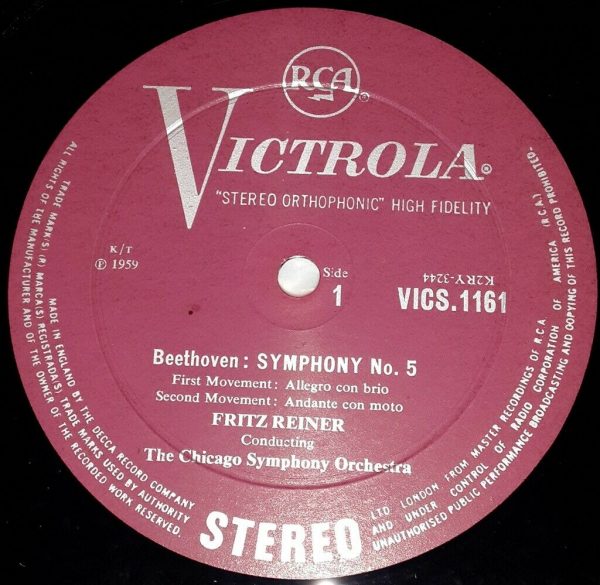 RCA
VICTROLA®
"STEREO ORTHOPHONIC" HIGH FIDELITY
K/T
℗ 1959
Side
1
K2RY-3244
VICS.1161
Beethoven: SYMPHONY No. 5
First Movement: Allegro con brio
Second Movement: Andante con moto
FRITZ REINER
Conducting
The Chicago Symphony Orchestra
STEREO
TRADE MARK(S) (R) MARCA(S) REGISTRADA(S) TRADE MARKS USED BY AUTHORITY
ALL RIGHTS OF THE MANUFACTURER AND OF THE OWNER OF THE RECORDED WORK RESERVED.
MADE IN ENGLAND BY THE DECCA RECORD COMPANY
LTD LONDON FROM MASTER RECORDINGS OF R.C.A.
AND UNDER CONTROL OF RADIO CORPORATION OF AMERICA (R.C.A.)
UNAUTHORISED PUBLIC PERFORMANCE BROADCASTING AND COPYING OF THIS RECORD PROHIBITED-